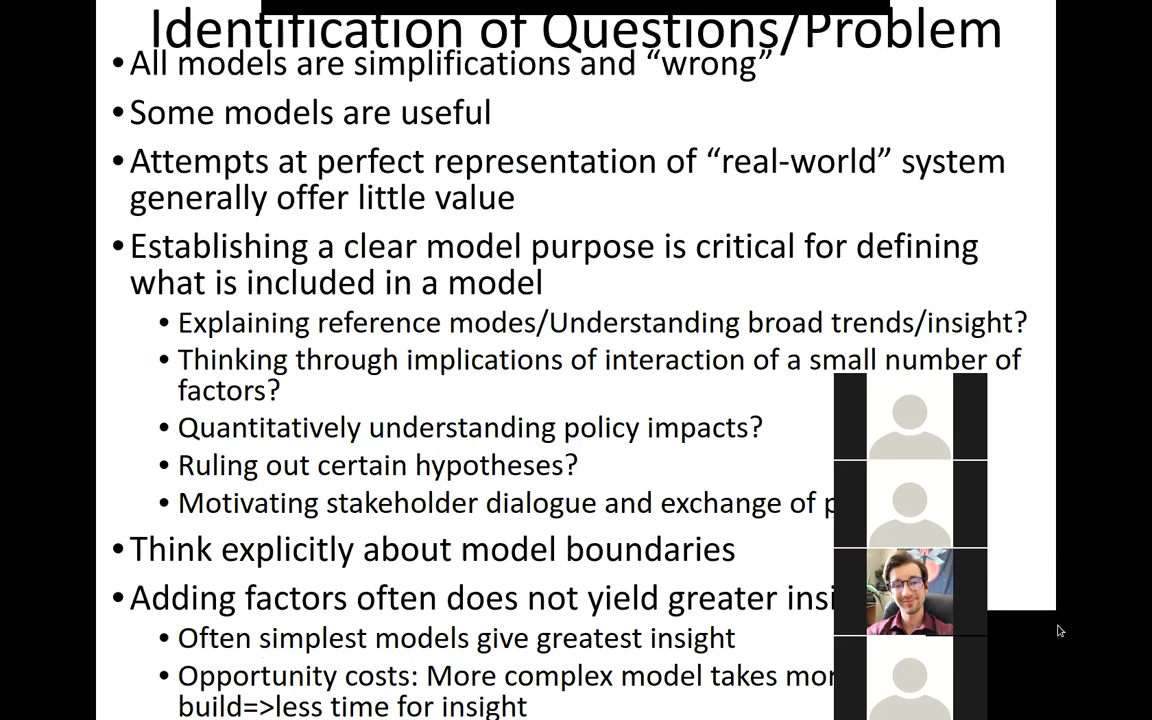 Identification of Questions/Problem
•All models are simplifications and “wrong”
•Some models are useful
•Attempts at perfect representation of “real-world” system
generally offer little value
•Establishing a clear model purpose is critical for defining
what is included in a model
• Explaining reference modes/Understanding broad trends/insight?
• Thinking through implications of interaction of a small number of
factors?
• Quantitatively understanding policy impacts?
• Ruling out certain hypotheses?
• Motivating stakeholder dialogue and exchange of
•Think explicitly about model boundaries
•Adding factors often does not yield greater
• Often simplest models give greatest insight
• Opportunity costs: More complex model takes
build=>less time for insight